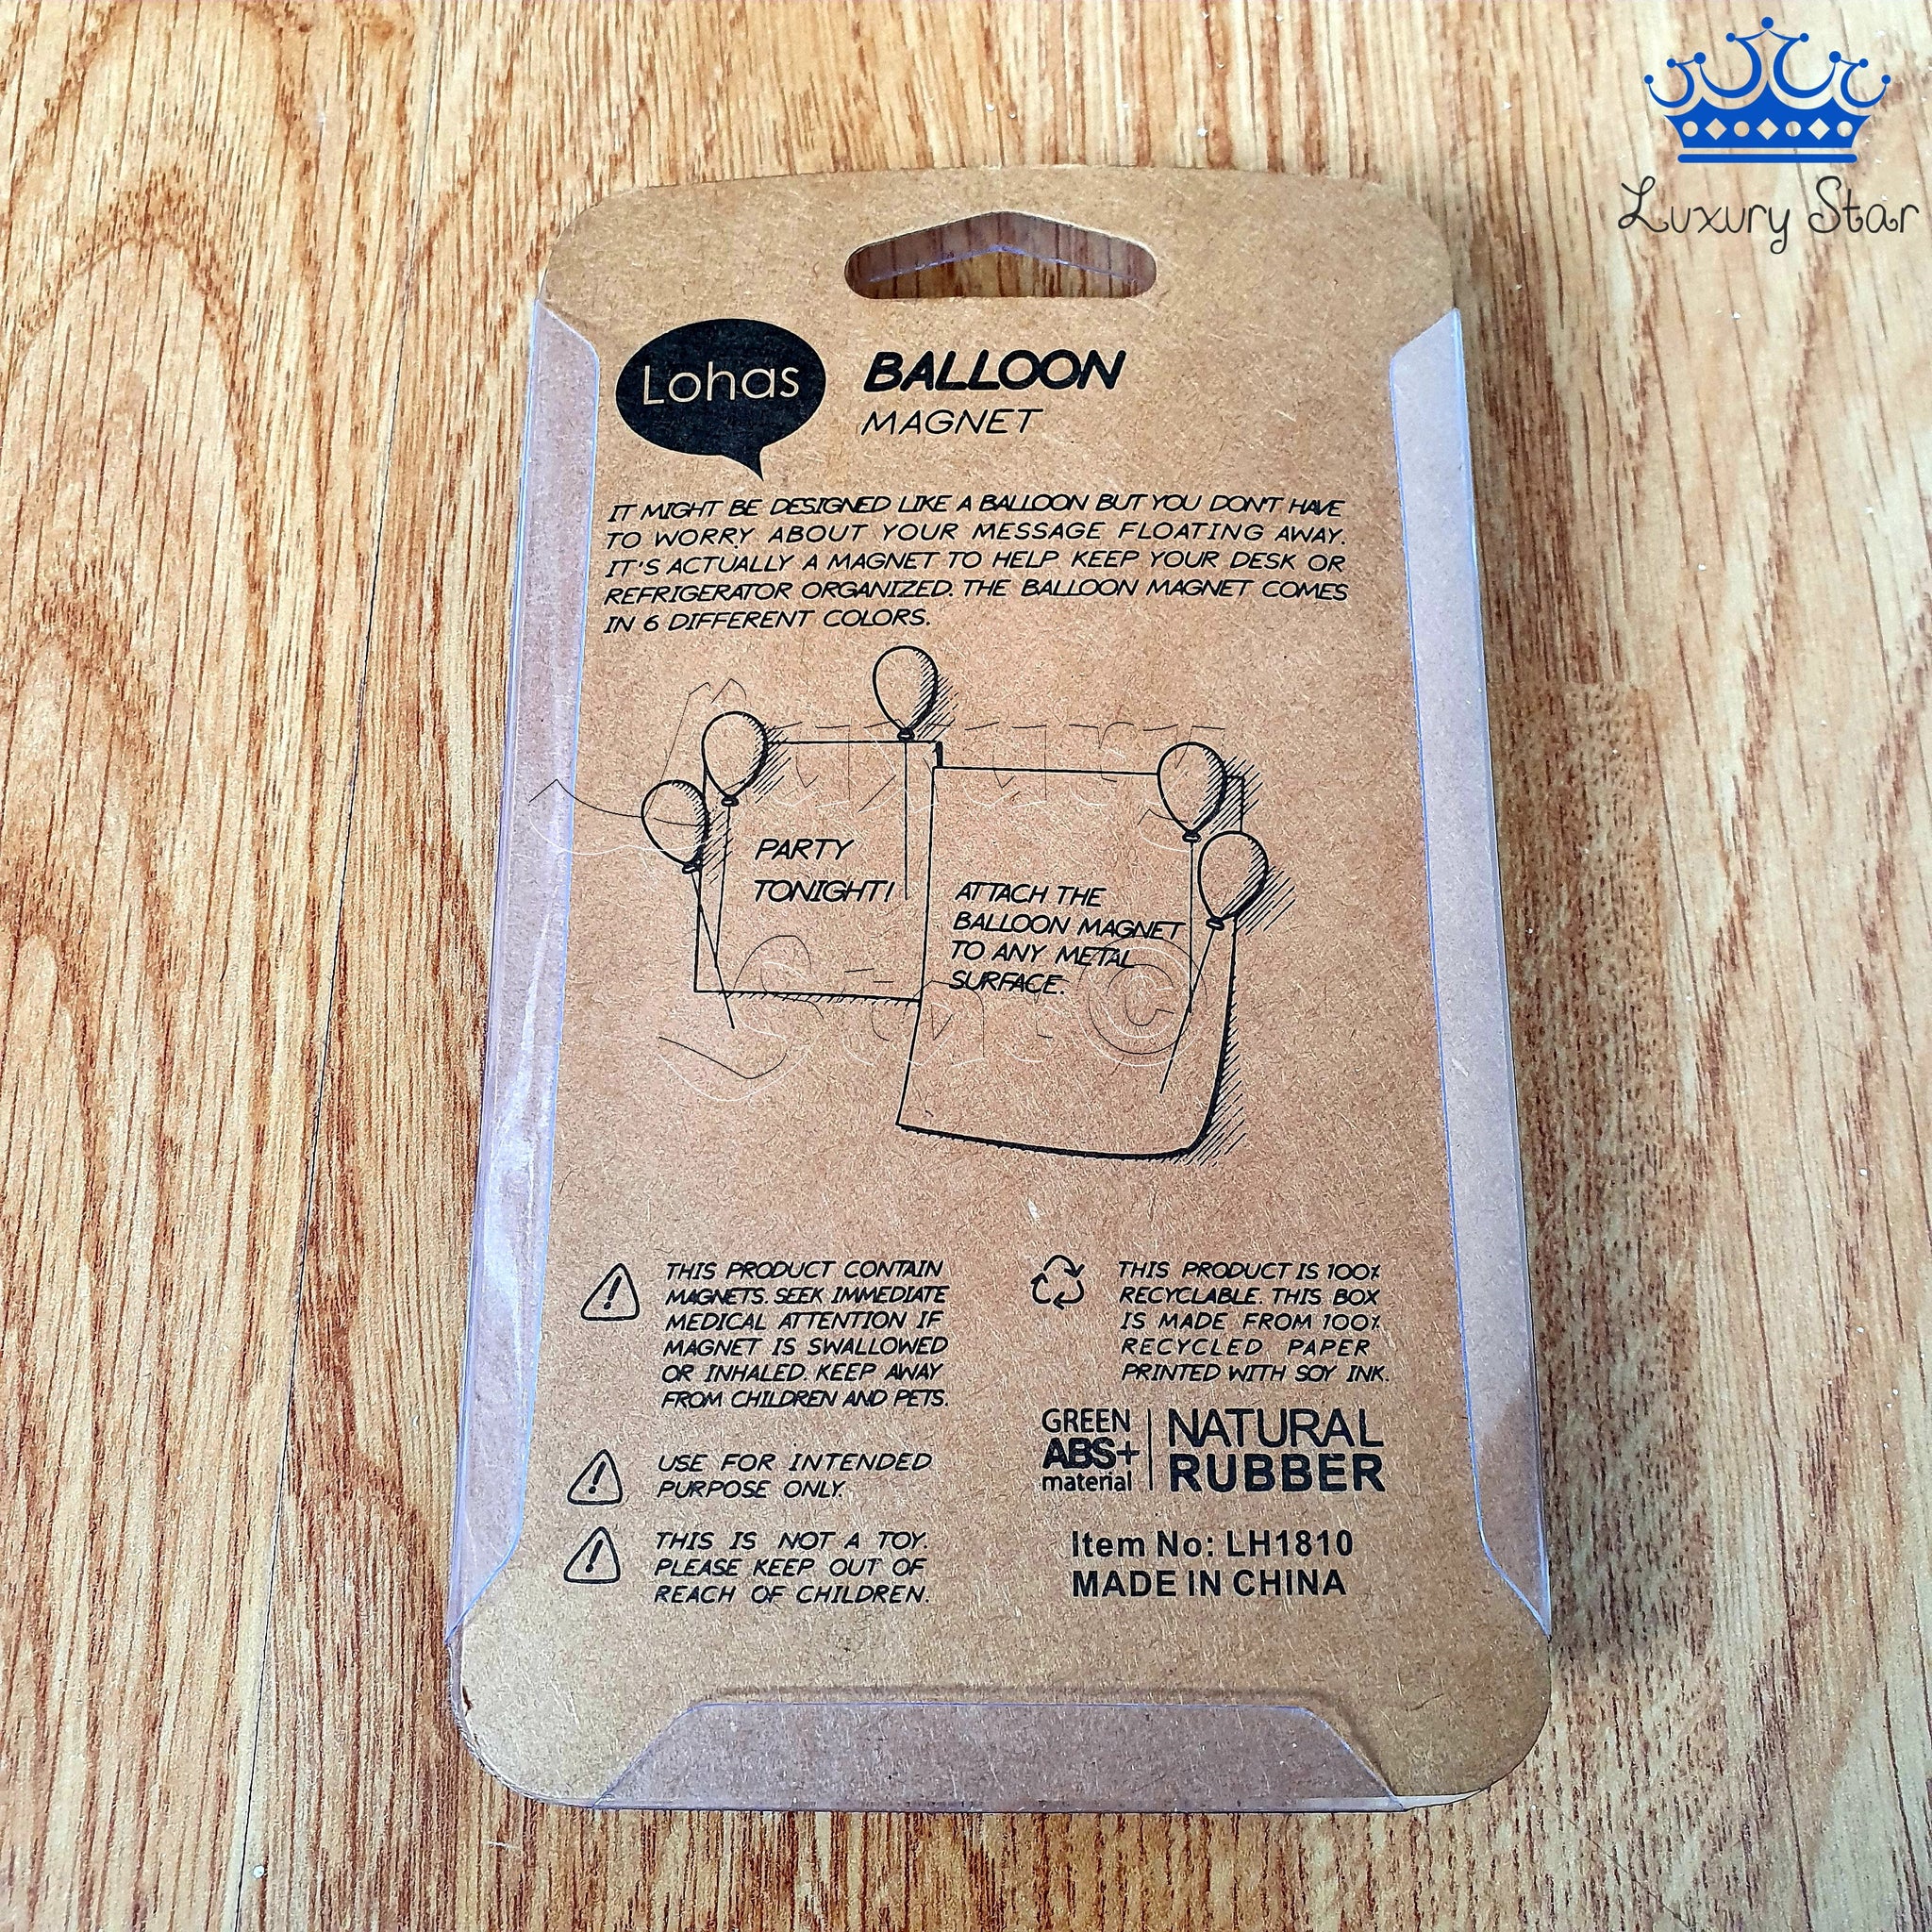 Luxury Star
Lohas
BALLOON
MAGNET
IT MIGHT BE DESIGNED LIKE A BALLOON BUT YOU DON'T HAVE
TO WORRY ABOUT YOUR MESSAGE FLOATING AWAY.
IT'S ACTUALLY A MAGNET TO HELP KEEP YOUR DESK OR
REFRIGERATOR ORGANIZED. THE BALLOON MAGNET COMES
IN 6 DIFFERENT COLORS.
PARTY
TONIGHT!
ATTACH THE
BALLOON MAGNET
TO ANY METAL
SURFACE.
Luxury
Star©
THIS PRODUCT CONTAIN
MAGNETS. SEEK IMMEDIATE
MEDICAL ATTENTION IF
MAGNET IS SWALLOWED
OR INHALED. KEEP AWAY
FROM CHILDREN AND PETS.
USE FOR INTENDED
PURPOSE ONLY.
THIS IS NOT A TOY.
PLEASE KEEP OUT OF
REACH OF CHILDREN.
THIS PRODUCT IS 100%
RECYCLABLE. THIS BOX
IS MADE FROM 100%
RECYCLED PAPER
PRINTED WITH SOY INK.
GREEN
ABS+
material
NATURAL
RUBBER
Item No: LH1810
MADE IN CHINA